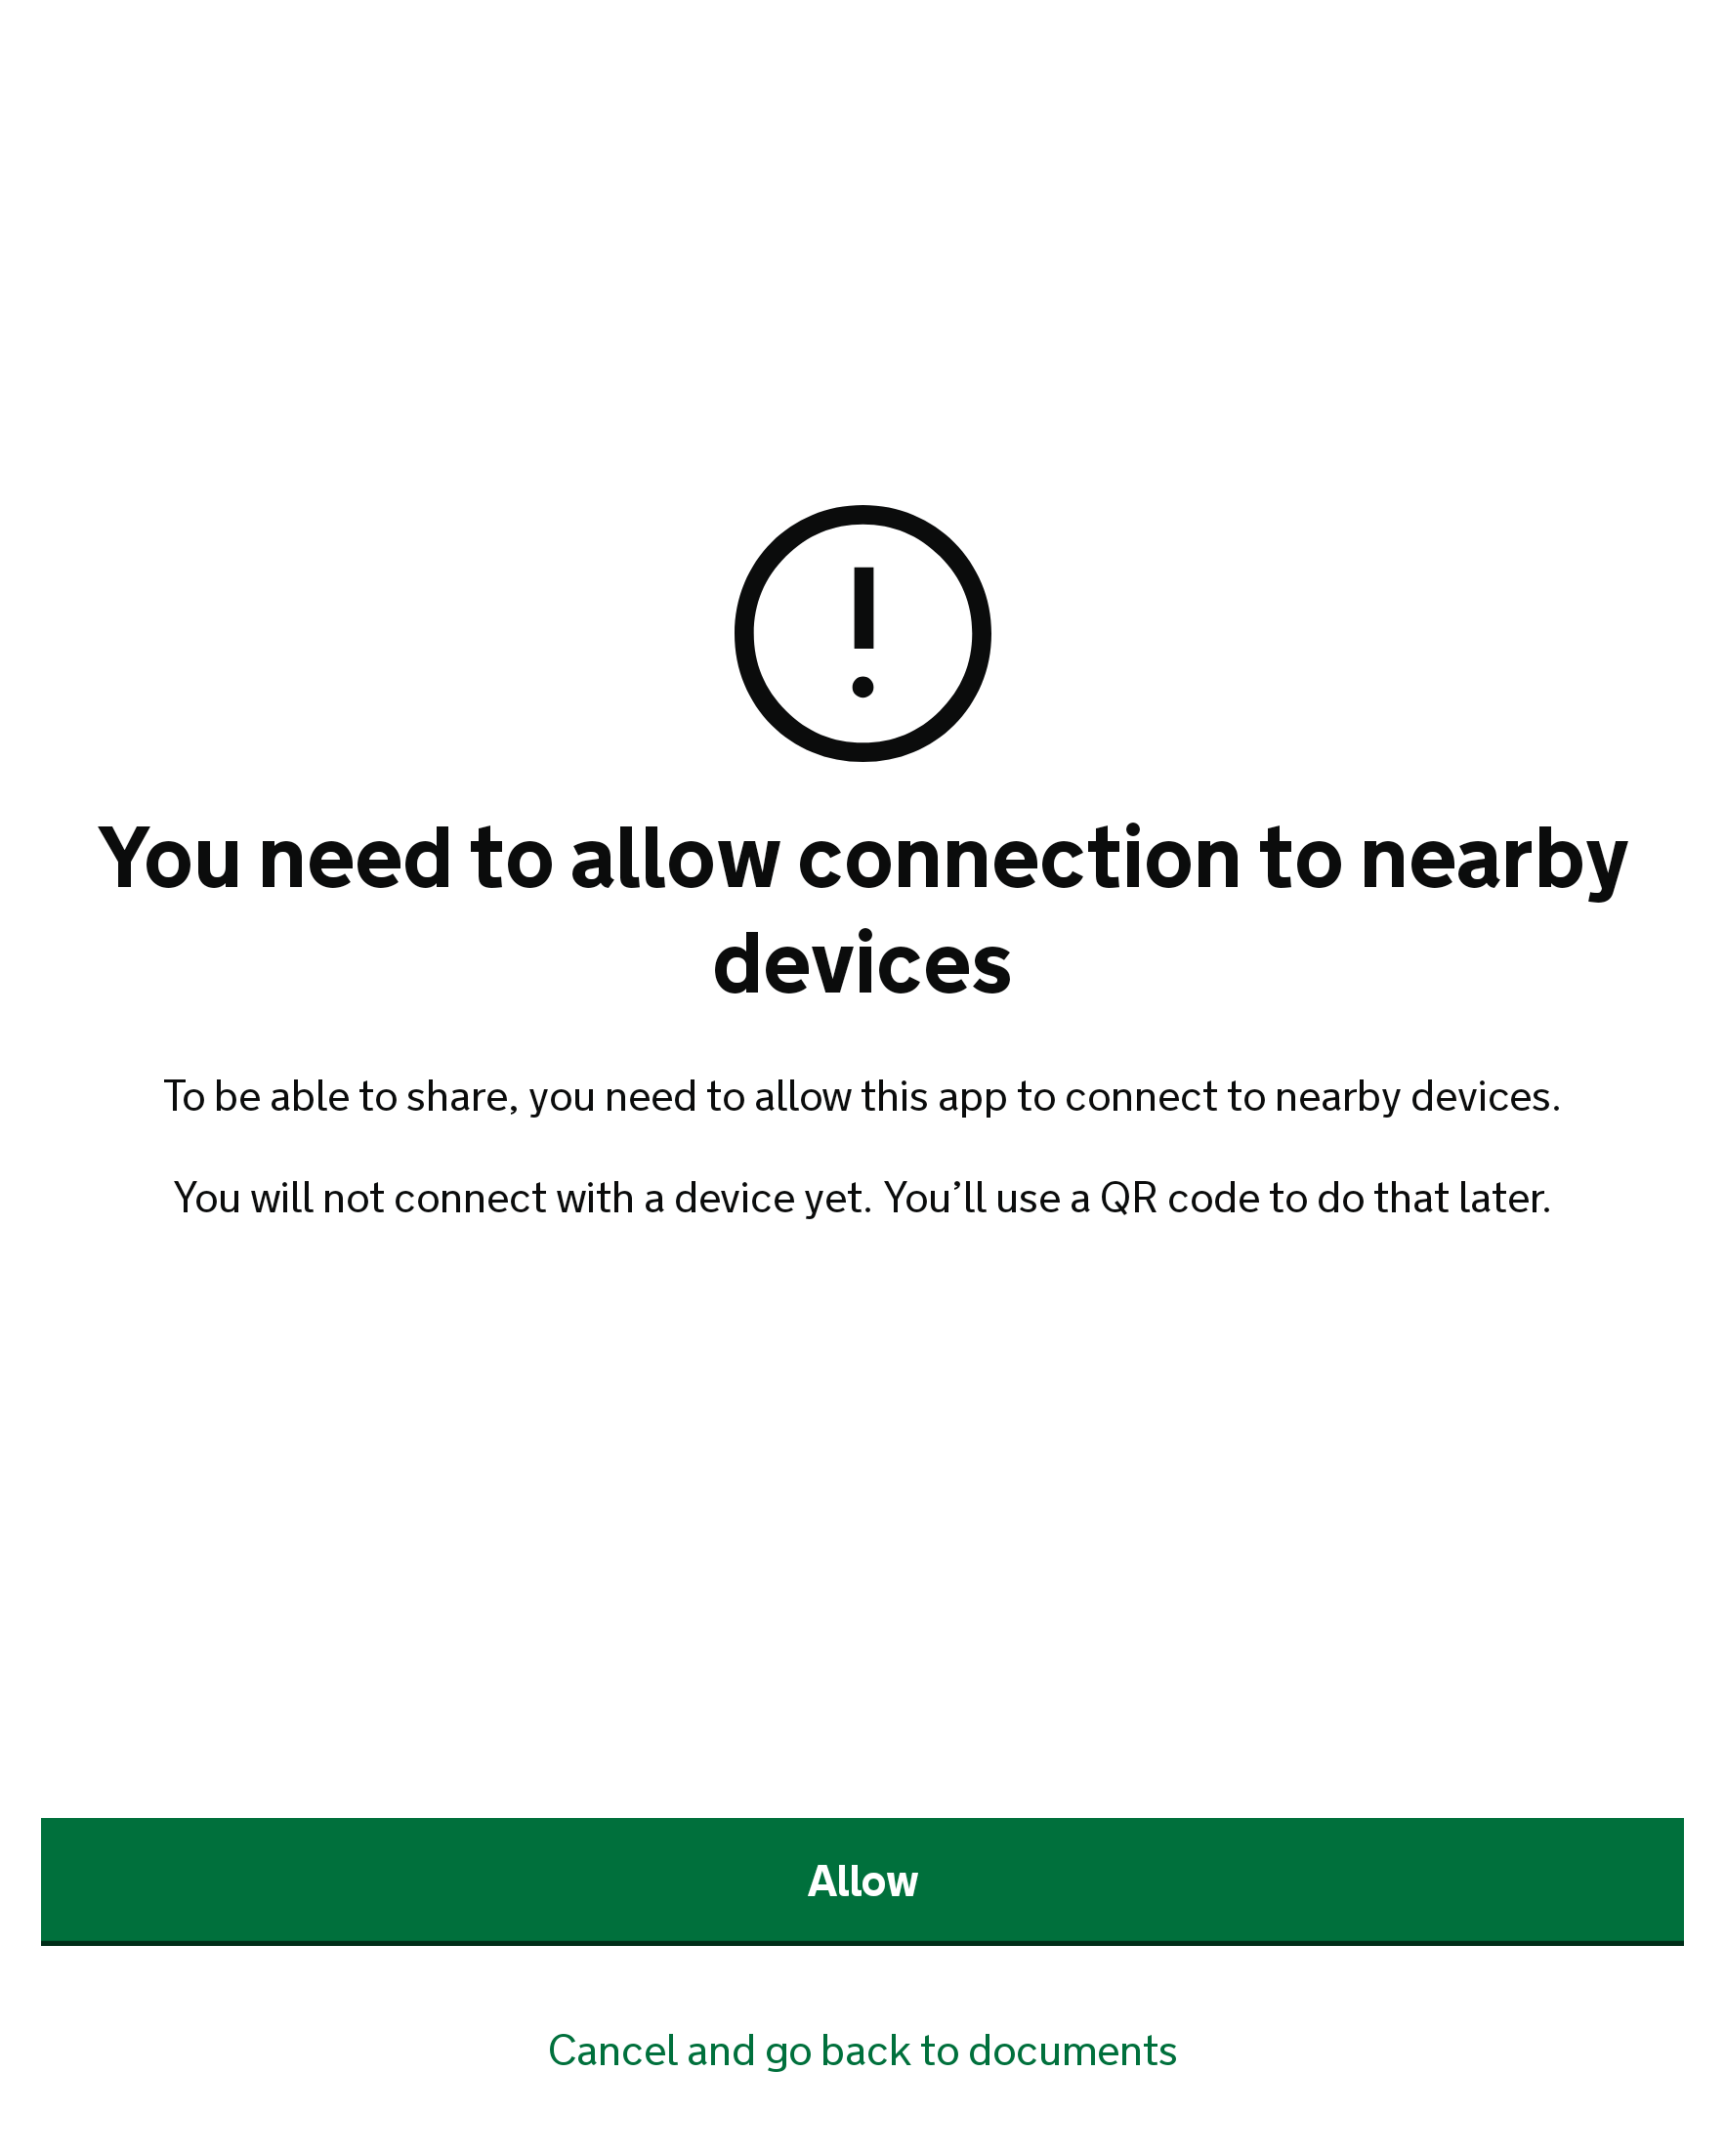 You need to allow connection to nearby
devices
To be able to share, you need to allow this app to connect to nearby devices.
You will not connect with a device yet. You’ll use a QR code to do that later.
Allow
Cancel and go back to documents